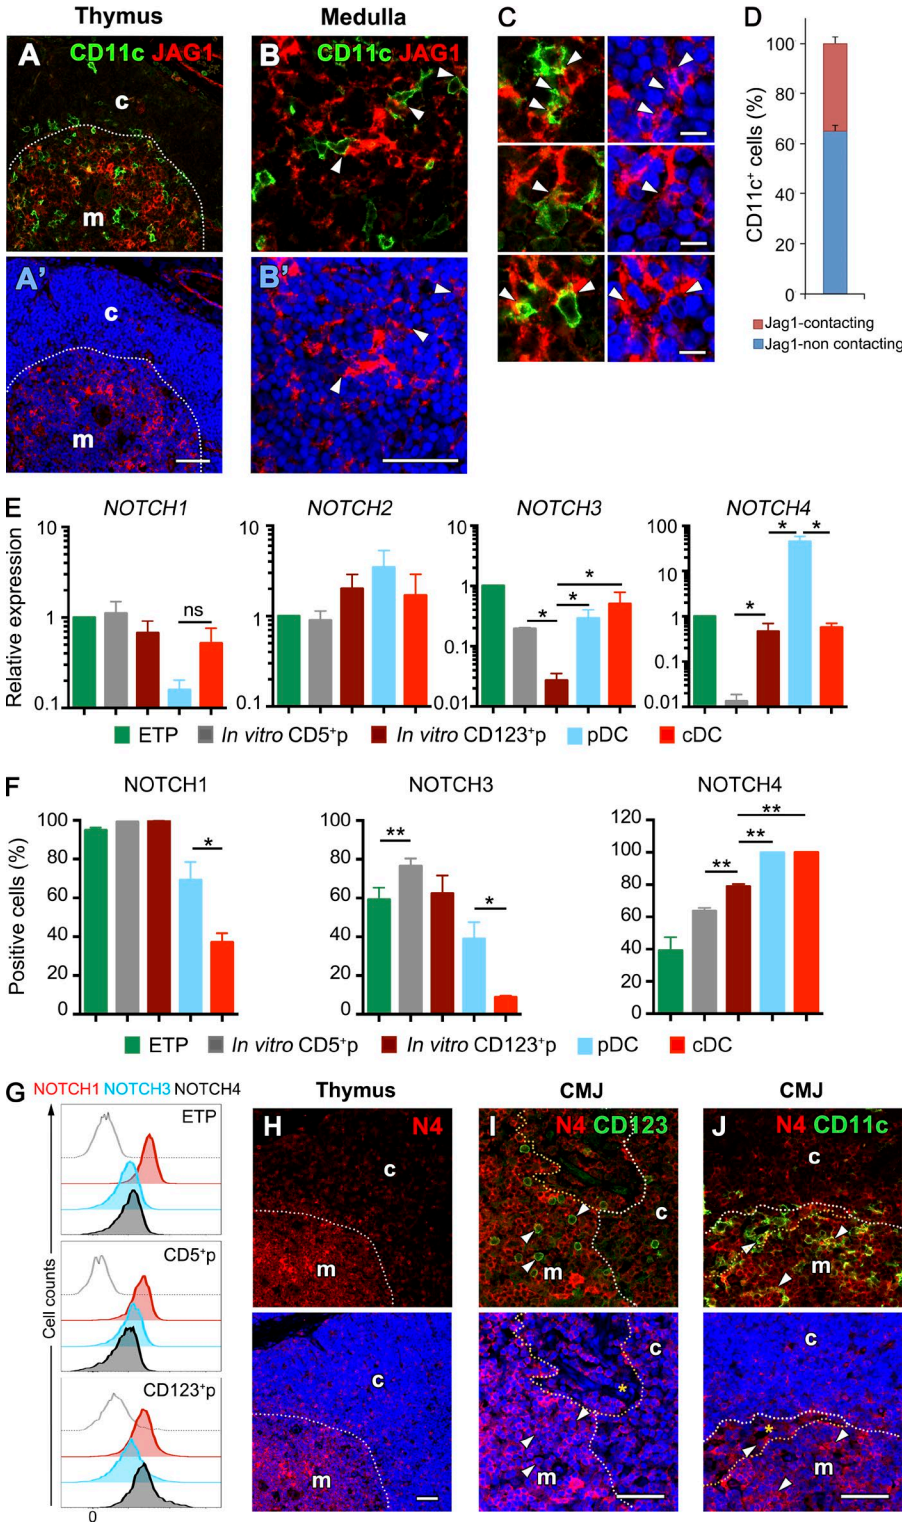 Thymus
Medulla
A
CD11c JAG1
c
m
B
CD11c JAG1
C
D
CD11c+ cells (%)
100
80
60
40
20
0
Jag1-contacting
Jag1-non contacting
A'
c
m
B'
E
Relative expression
NOTCH1
10
1
0.1
ns
NOTCH2
10
1
0.1
NOTCH3
10
1
0.1
0.01
*
*
*
NOTCH4
100
10
1
0.1
0.01
*
*
*
ETP
In vitro CD5+p
In vitro CD123+p
pDC
cDC
F
Positive cells (%)
NOTCH1
100
80
60
40
20
0
*
NOTCH3
100
80
60
40
20
0
**
*
NOTCH4
120
100
80
60
40
20
0
**
**
**
ETP
In vitro CD5+p
In vitro CD123+p
pDC
cDC
G
NOTCH1 NOTCH3 NOTCH4
Cell counts
ETP
CD5+p
CD123+p
0
Thymus
H
N4
c
m
c
m
CMJ
I
N4 CD123
c
m
c
*
m
CMJ
J
N4 CD11c
c
m
c
*
m